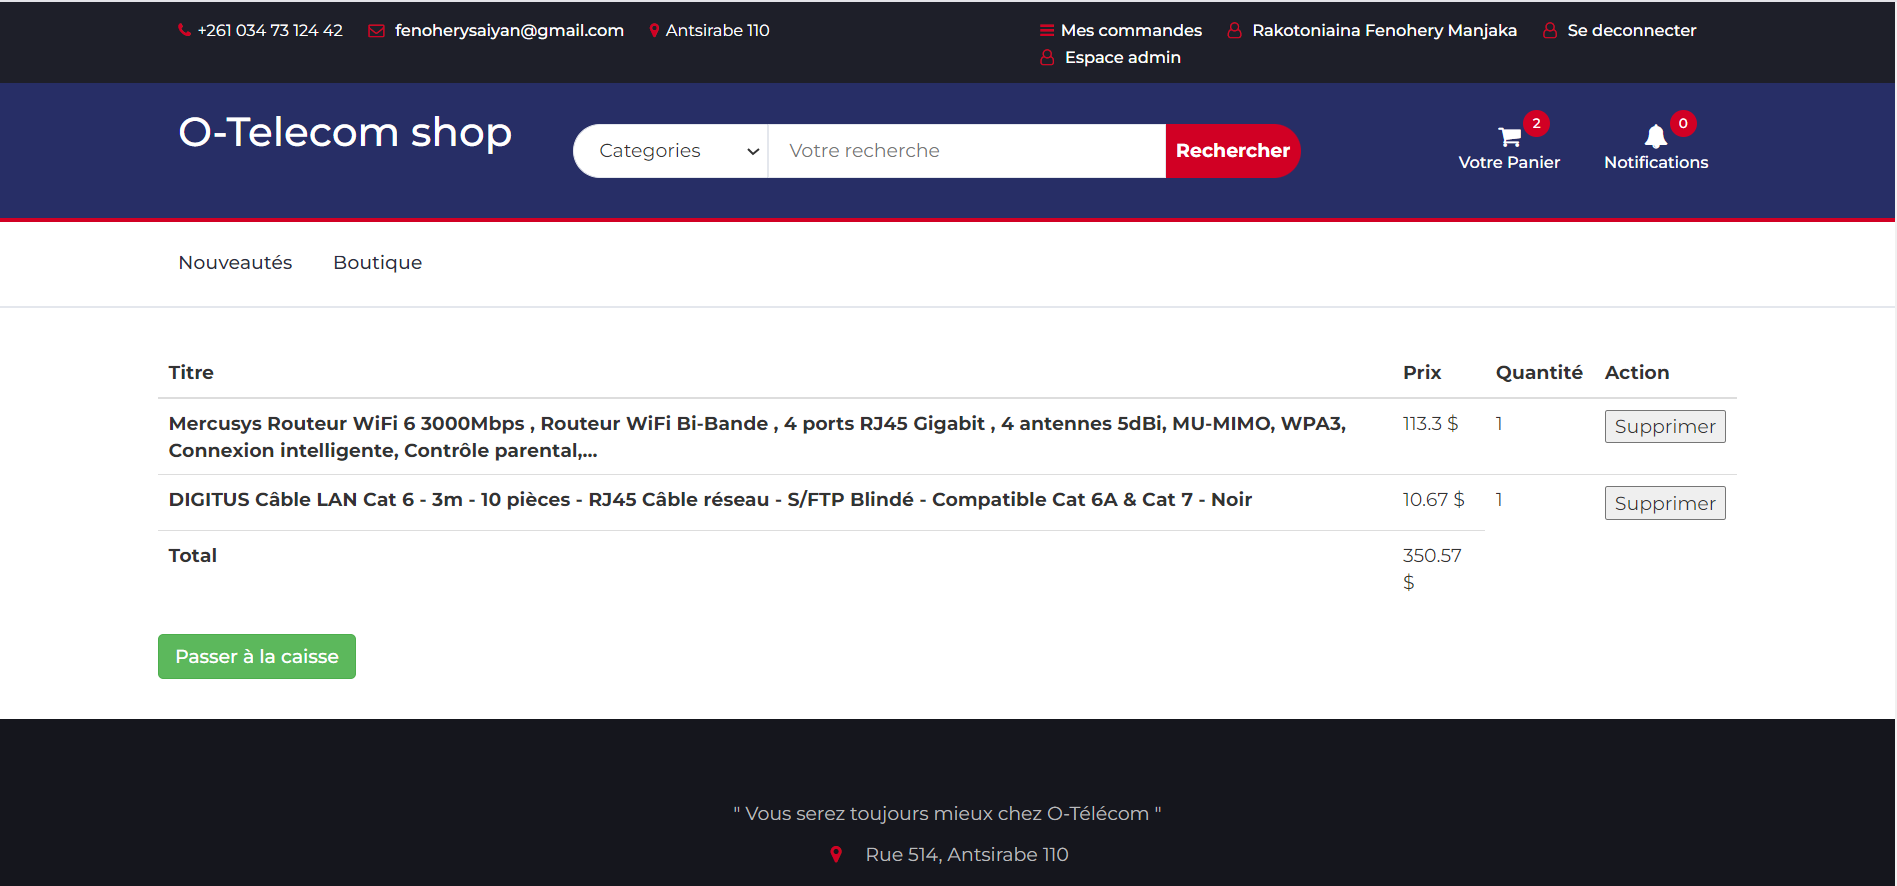 +261 034 73 124 42 fenoherysaiyan@gmail.com Antsirabe 110 Mes commandes Rakotoniaina Fenohery Manjaka Se deconnecter
Espace admin
O-Telecom shop Categories Votre recherche Rechercher
2
Votre Panier
0
Notifications
Nouveautés Boutique
Titre Prix Quantité Action
Mercusys Routeur WiFi 6 3000Mbps , Routeur WiFi Bi-Bande , 4 ports RJ45 Gigabit , 4 antennes 5dBi, MU-MIMO, WPA3, 113.3 $ 1 Supprimer
Connexion intelligente, Contrôle parental,...
DIGITUS Câble LAN Cat 6 - 3m - 10 pièces - RJ45 Câble réseau - S/FTP Blindé - Compatible Cat 6A & Cat 7 - Noir 10.67 $ 1 Supprimer
Total 350.57
$
Passer à la caisse
" Vous serez toujours mieux chez O-Télécom "
Rue 514, Antsirabe 110